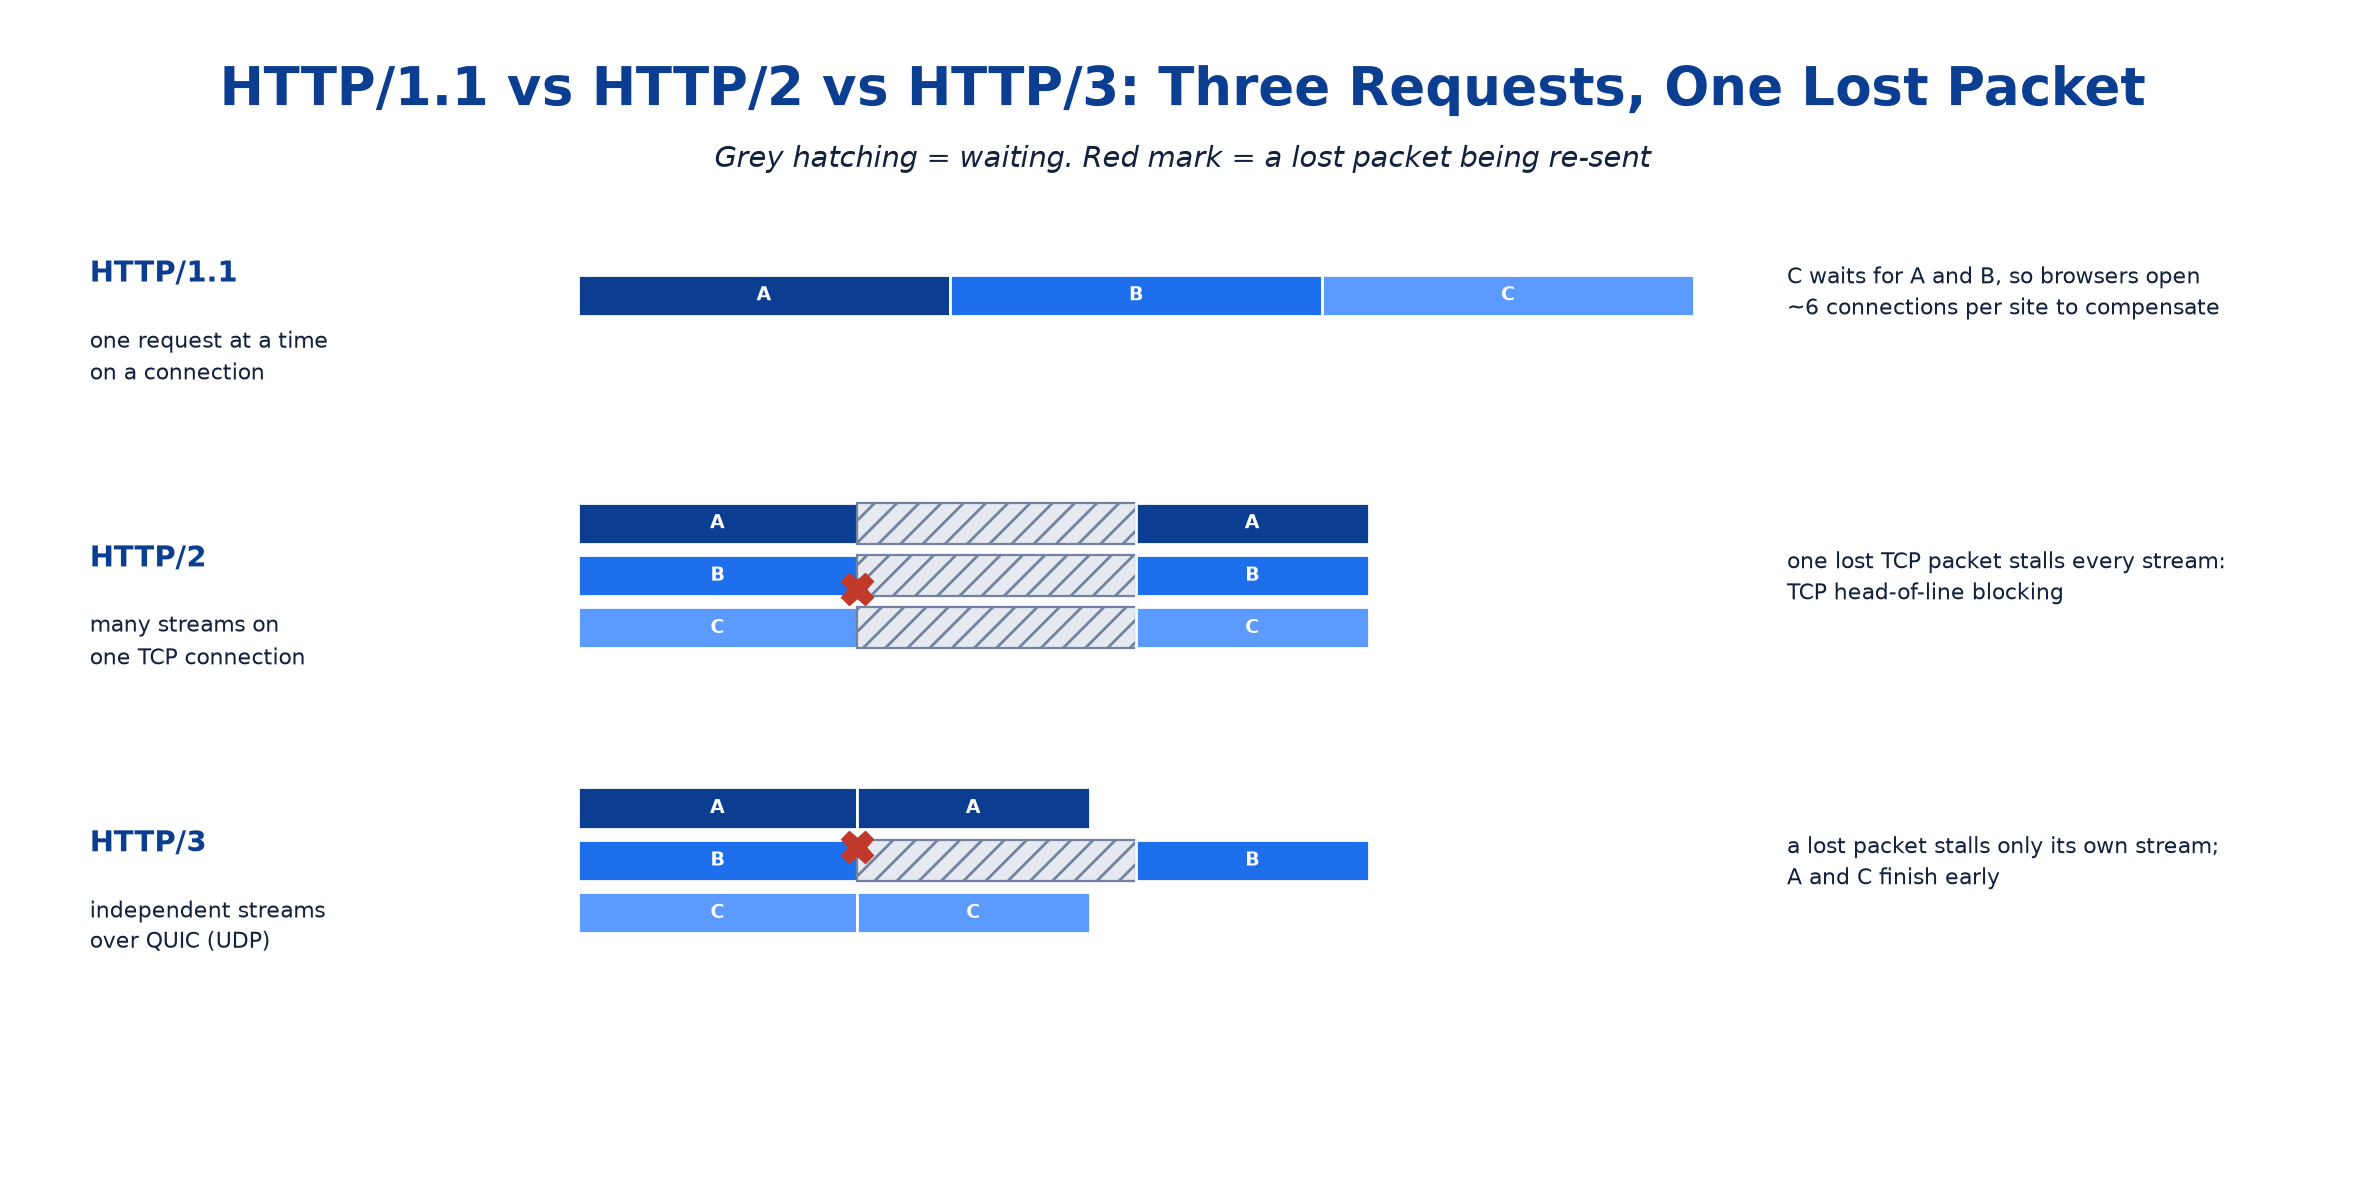 HTTP/1.1 vs HTTP/2 vs HTTP/3: Three Requests, One Lost Packet
Grey hatching = waiting. Red mark = a lost packet being re-sent
HTTP/1.1
one request at a time
on a connection
A
B
C
C waits for A and B, so browsers open
~6 connections per site to compensate
HTTP/2
many streams on
one TCP connection
A
A
B
B
C
C
one lost TCP packet stalls every stream:
TCP head-of-line blocking
HTTP/3
independent streams
over QUIC (UDP)
A
A
B
B
C
C
a lost packet stalls only its own stream;
A and C finish early